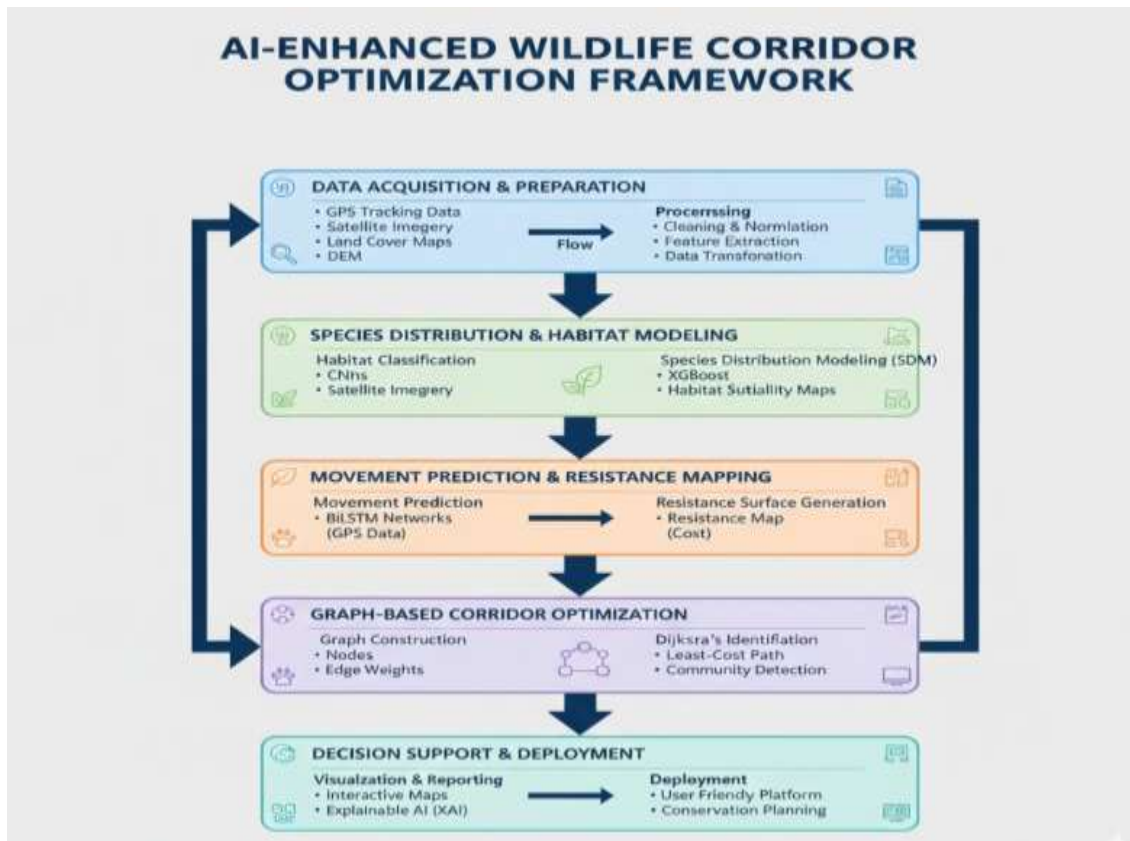 AI-ENHANCED WILDLIFE CORRIDOR
OPTIMIZATION FRAMEWORK
DATA ACQUISITION & PREPARATION
• GPS Tracking Data
• Satellite Imegery
• Land Cover Maps
• DEM
Flow
Procerrssing
• Cleaning & Normlation
• Feature Extraction
• Data Transfonation
SPECIES DISTRIBUTION & HABITAT MODELING
Habitat Classification
• CNhs
• Satellite Imegrery
Species Distribution Modeling (SDM)
• XGBoost
• Habitat Sutiallity Maps
MOVEMENT PREDICTION & RESISTANCE MAPPING
Movement Prediction
• BiLSTM Networks
(GPS Data)
Resistance Surface Generation
• Resistance Map
(Cost)
GRAPH-BASED CORRIDOR OPTIMIZATION
Graph Construction
• Nodes
• Edge Weights
Dijksra's Identifiation
• Least-Cost Path
• Community Detection
DECISION SUPPORT & DEPLOYMENT
Visualzation & Reporting
• Interactive Maps
• Explainable AI (XAI)
Deployment
• User Friendly Platform
• Conservation Planning